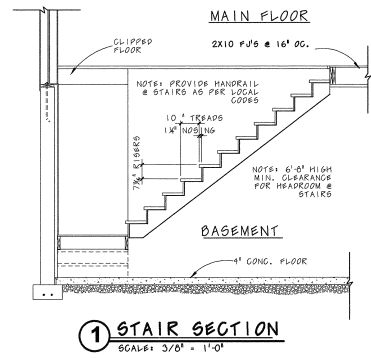 MAIN FLOOR
CLIPPED
FLOOR
2X10 FJ'S @ 16" OC.
NOTE: PROVIDE HANDRAIL
@ STAIRS AS PER LOCAL
CODES
10" TREADS
1¼" NOSING
7¾" RISERS
NOTE: 6'-8" HIGH
MIN. CLEARANCE
FOR HEADROOM @
STAIRS
BASEMENT
4" CONC. FLOOR
1 STAIR SECTION
SCALE: 3/8" = 1'-0"